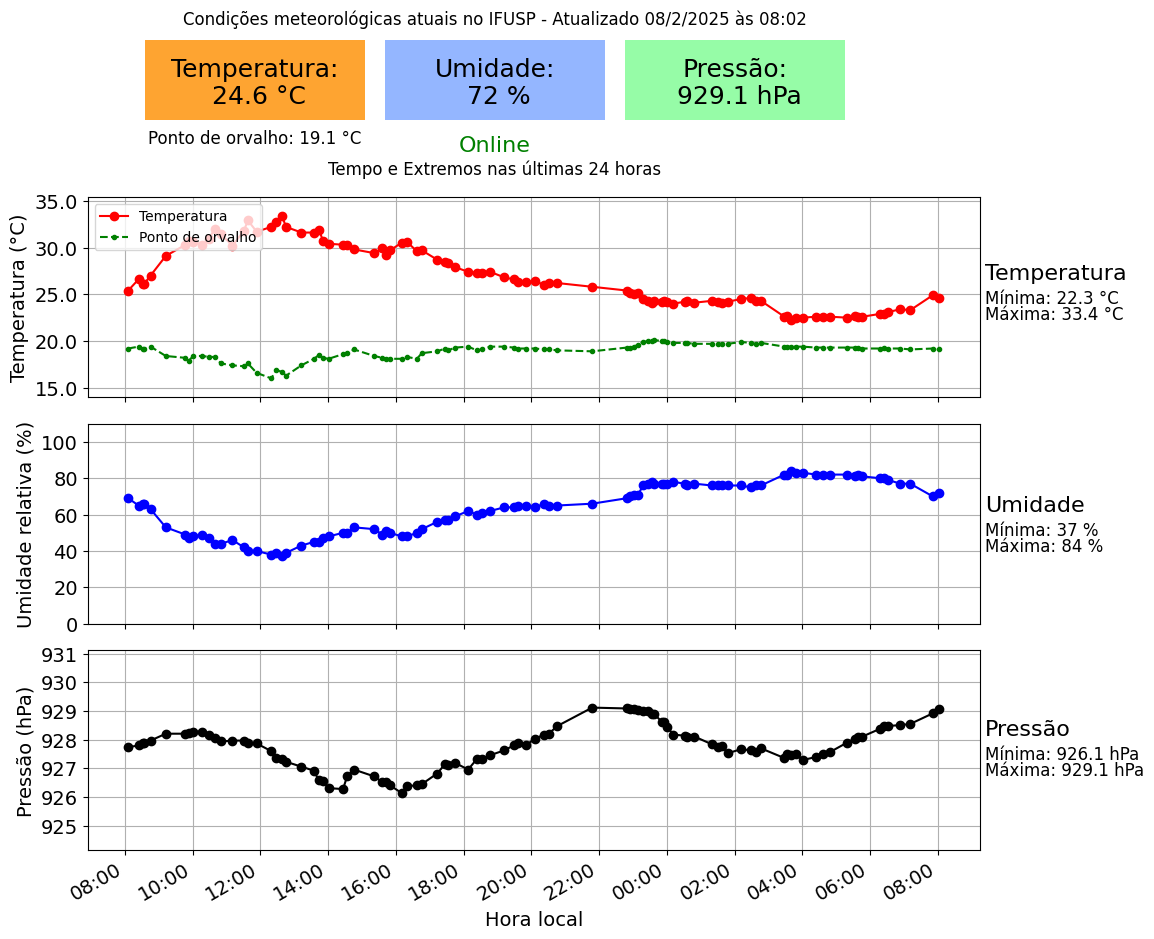 Condições meteorológicas atuais no IFUSP - Atualizado 08/2/2025 às 08:02
Temperatura:
24.6 °C
Umidade:
72 %
Pressão:
929.1 hPa
Ponto de orvalho: 19.1 °C
Online
Tempo e Extremos nas últimas 24 horas
Temperatura (°C)
35.0
30.0
25.0
20.0
15.0
Temperatura
Ponto de orvalho
Temperatura
Mínima: 22.3 °C
Máxima: 33.4 °C
Umidade relativa (%)
100
80
60
40
20
0
Umidade
Mínima: 37 %
Máxima: 84 %
Pressão (hPa)
931
930
929
928
927
926
925
Pressão
Mínima: 926.1 hPa
Máxima: 929.1 hPa
08:00 10:00 12:00 14:00 16:00 18:00 20:00 22:00 00:00 02:00 04:00 06:00 08:00
Hora local